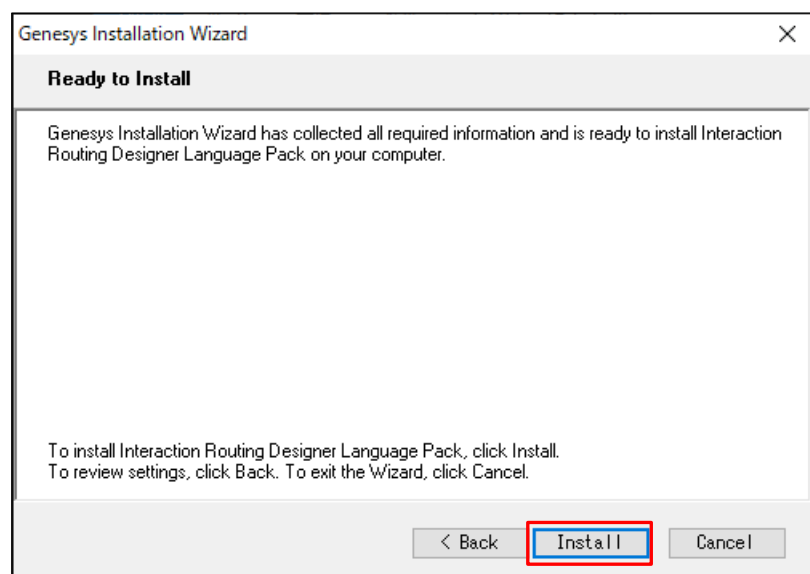 Genesys Installation Wizard
Ready to Install
Genesys Installation Wizard has collected all required information and is ready to install Interaction
Routing Designer Language Pack on your computer.
To install Interaction Routing Designer Language Pack, click Install.
To review settings, click Back. To exit the Wizard, click Cancel.
< Back Install Cancel